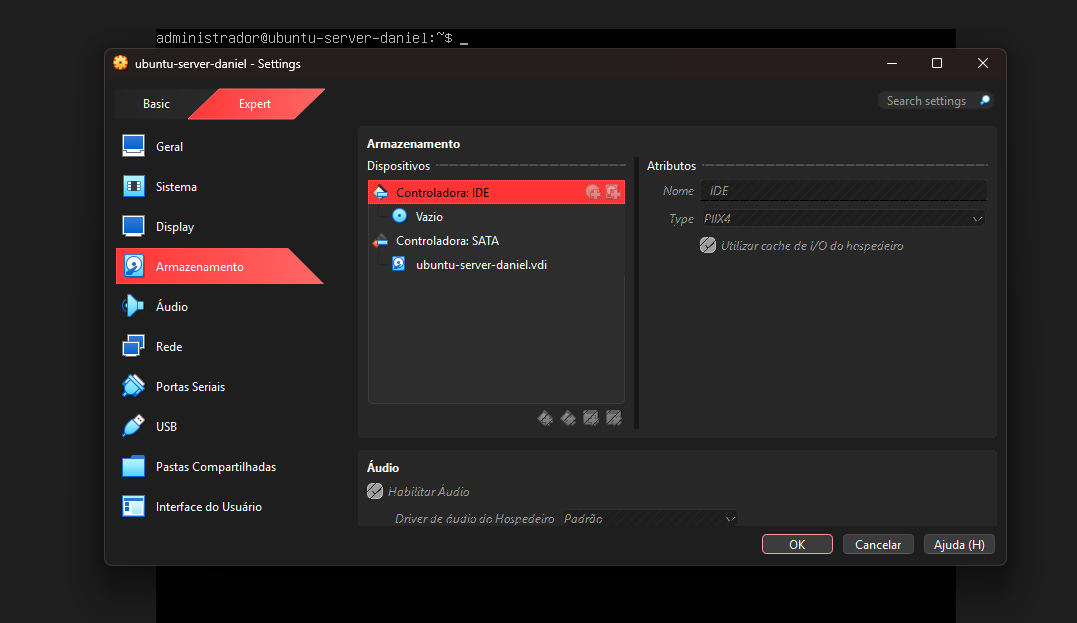 administrador@ubuntu-server-daniel:~$ _
ubuntu-server-daniel - Settings
Basic
Expert
Search settings
Geral
Sistema
Display
Armazenamento
Áudio
Rede
Portas Seriais
USB
Pastas Compartilhadas
Interface do Usuário
Armazenamento
Dispositivos
Controladora: IDE
Vazio
Controladora: SATA
ubuntu-server-daniel.vdi
Atributos
Nome IDE
Type PIIX4
Utilizar cache de I/O do hospedeiro
Áudio
Habilitar Áudio
Driver de áudio do Hospedeiro Padrão
OK
Cancelar
Ajuda (H)